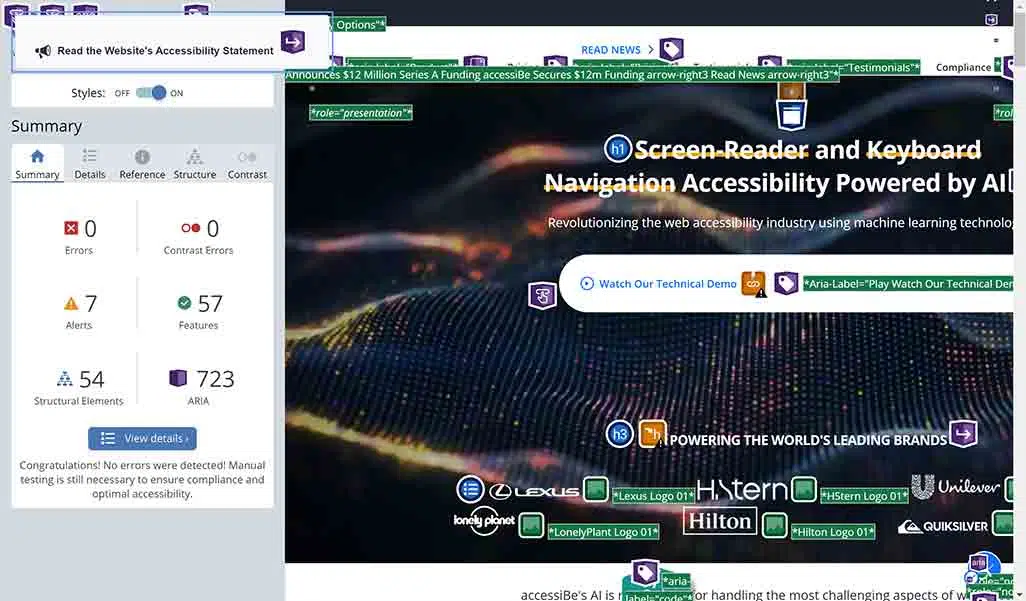 y Options"*
Read the Website's Accessibility Statement
READ NEWS
Compliance
label="Testimonials"*
Announces $12 Million Series A Funding accessiBe Secures $12m Funding arrow-right3 Read News arrow-right3"*
Styles: OFF ON
*role="presentation"*
*rol
Summary
h1 Screen-Reader and Keyboard
Navigation Accessibility Powered by AI
Summary Details Reference Structure Contrast
Revolutionizing the web accessibility industry using machine learning technolo
0 Errors
0 Contrast Errors
Watch Our Technical Demo *Aria-Label="Play Watch Our Technical Der
7 Alerts
57 Features
54 Structural Elements
723 ARIA
h3 h POWERING THE WORLD'S LEADING BRANDS
View details ›
Congratulations! No errors were detected! Manual
testing is still necessary to ensure compliance and
optimal accessibility.
LEXUS *Lexus Logo 01* H.Stern *HStern Logo 01* Unilever
lonely planet *LonelyPlant Logo 01* Hilton *Hilton Logo 01* QUIKSILVER
aria
*aria-
label="code"*
accessiBe's AI is r for handling the most challenging aspects of w